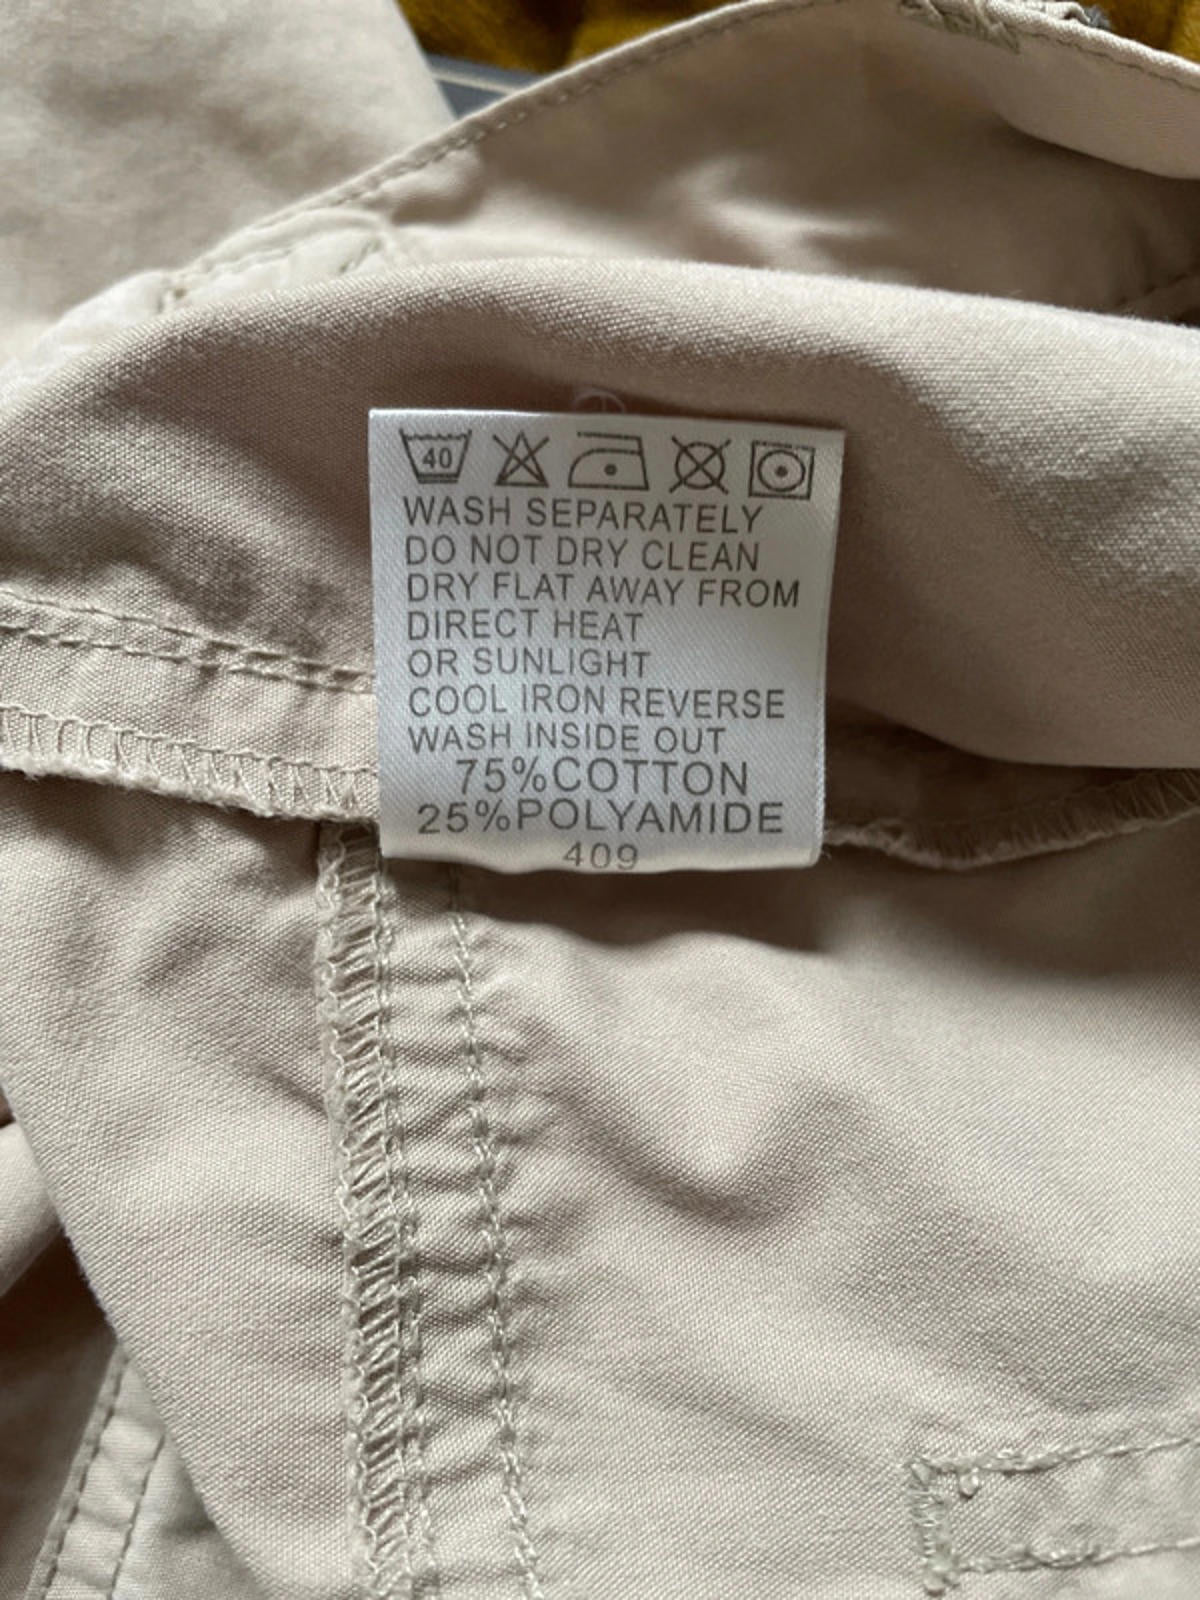 40
WASH SEPARATELY
DO NOT DRY CLEAN
DRY FLAT AWAY FROM
DIRECT HEAT
OR SUNLIGHT
COOL IRON REVERSE
WASH INSIDE OUT
75%COTTON
25%POLYAMIDE
409